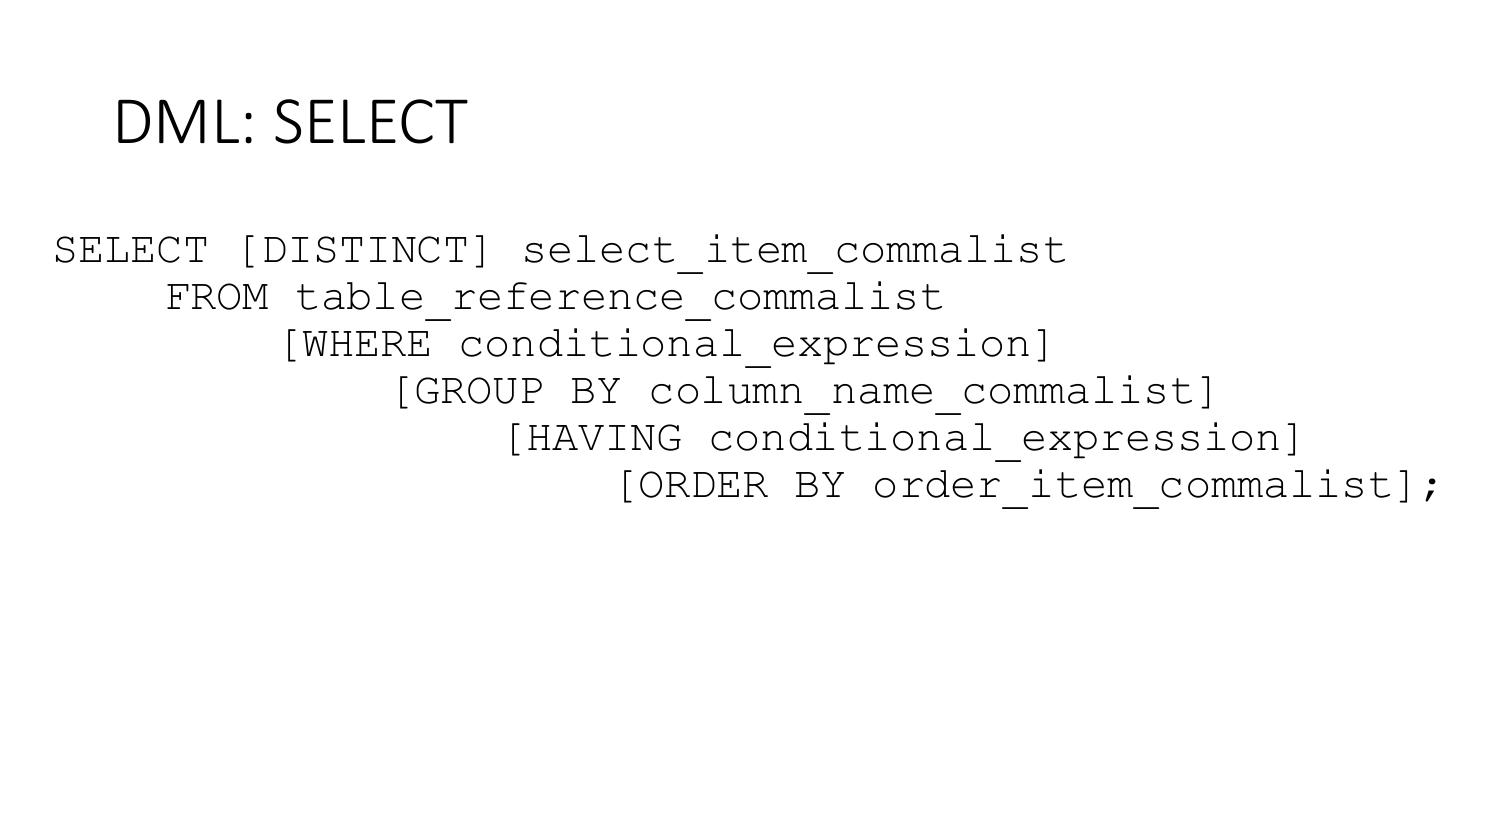 DML: SELECT
SELECT [DISTINCT] select_item_commalist
FROM table_reference_commalist
[WHERE conditional_expression]
[GROUP BY column_name_commalist]
[HAVING conditional_expression]
[ORDER BY order_item_commalist];